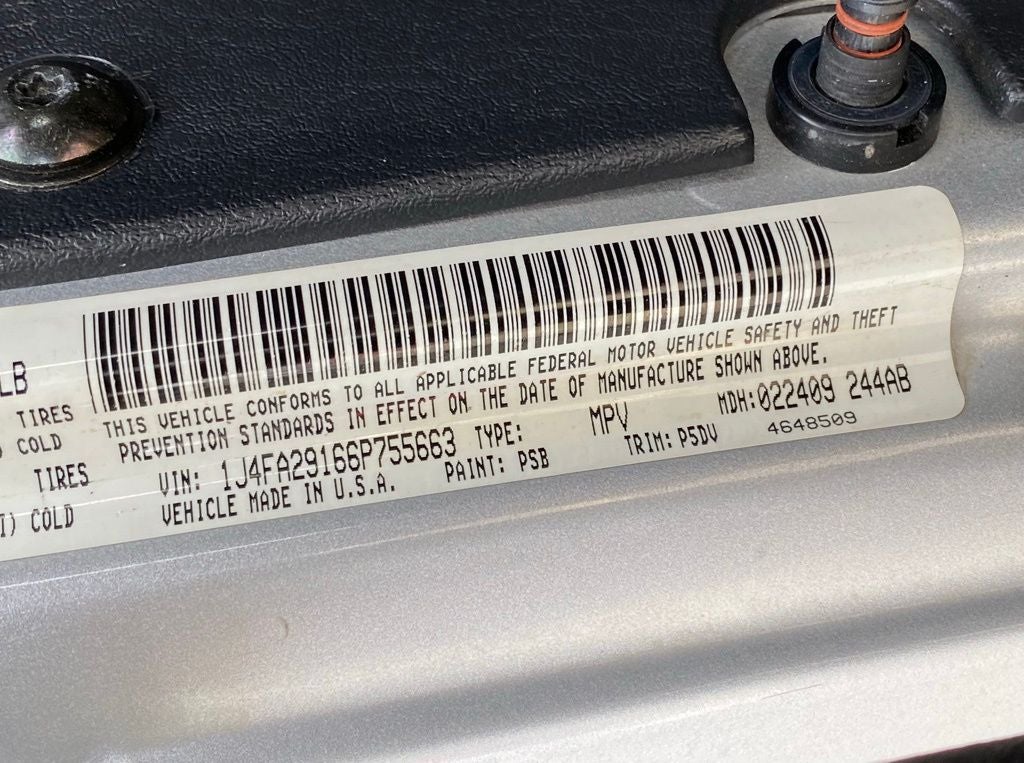 LB
TIRES
COLD
TIRES
I) COLD
THIS VEHICLE CONFORMS TO ALL APPLICABLE FEDERAL MOTOR VEHICLE SAFETY AND THEFT
PREVENTION STANDARDS IN EFFECT ON THE DATE OF MANUFACTURE SHOWN ABOVE.
VIN: 1J4FA29166P755663 TYPE: MPV MDH:022409 244AB
VEHICLE MADE IN U.S.A. PAINT: PSB TRIM: P5DV 4648509